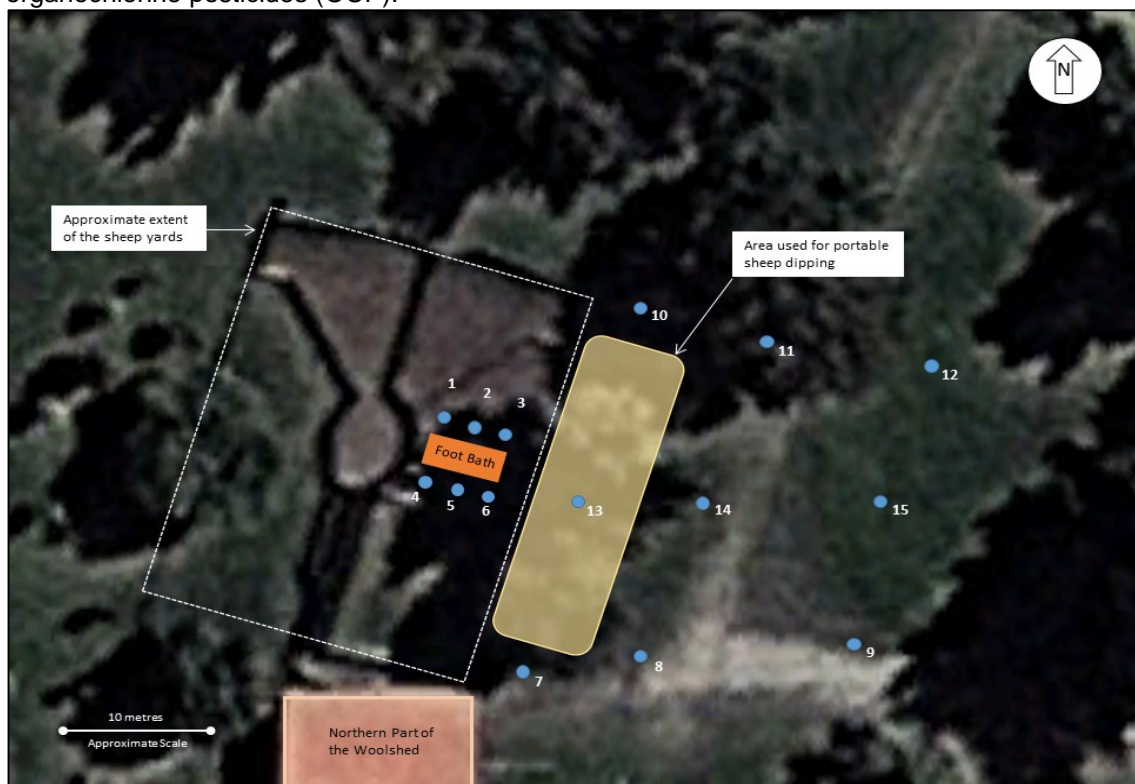 organochlorine pesticides (OCP).
N
Approximate extent
of the sheep yards
Area used for portable
sheep dipping
10
11
12
1
2
3
Foot Bath
4
5
6
13
14
15
7
8
9
10 metres
Approximate Scale
Northern Part of
the Woolshed